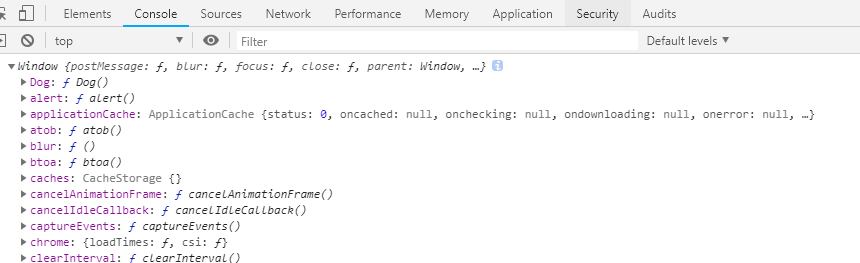 Elements Console Sources Network Performance Memory Application Security Audits
top Filter Default levels
Window {postMessage: ƒ, blur: ƒ, focus: ƒ, close: ƒ, parent: Window, …}
Dog: ƒ Dog()
alert: ƒ alert()
applicationCache: ApplicationCache {status: 0, oncached: null, onchecking: null, ondownloading: null, onerror: null, …}
atob: ƒ atob()
blur: ƒ ()
btoa: ƒ btoa()
caches: CacheStorage {}
cancelAnimationFrame: ƒ cancelAnimationFrame()
cancelIdleCallback: ƒ cancelIdleCallback()
captureEvents: ƒ captureEvents()
chrome: {loadTimes: ƒ, csi: ƒ}
clearInterval: ƒ clearInterval()